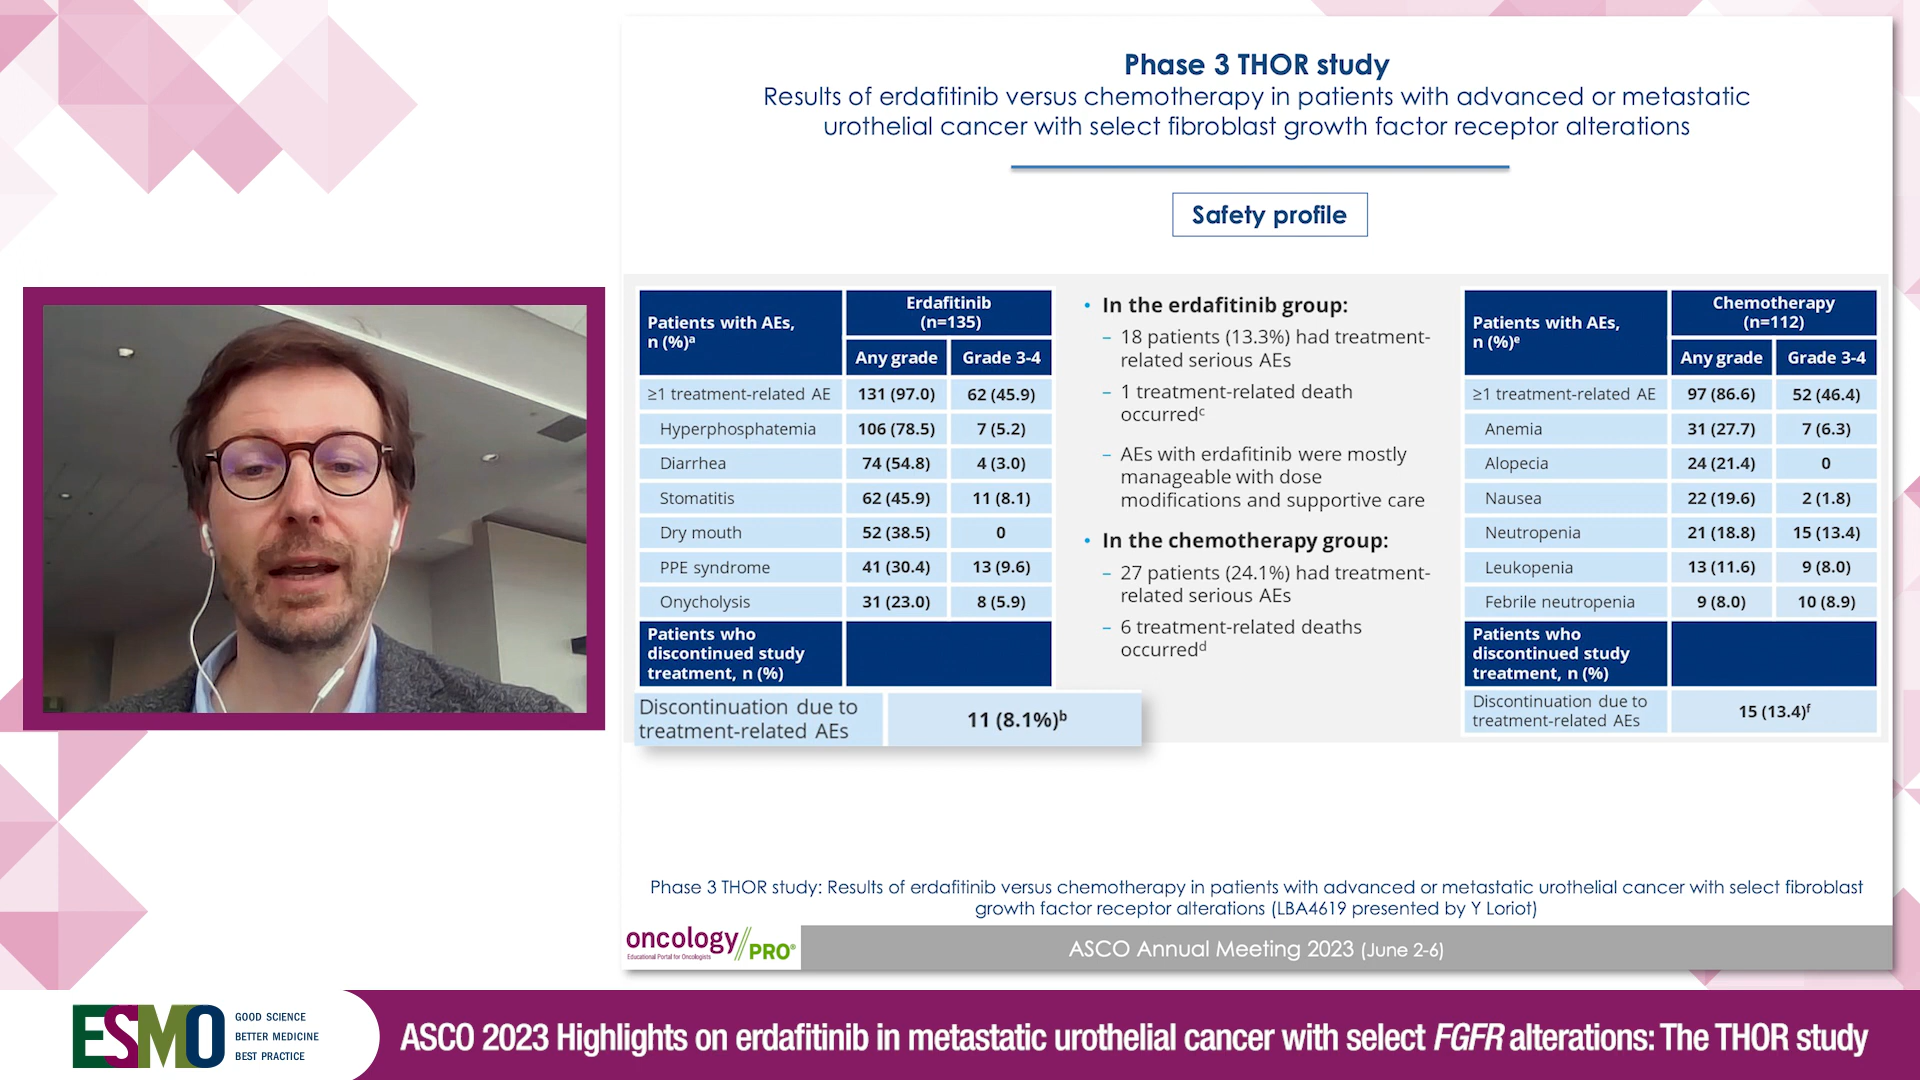 Phase 3 THOR study
Results of erdafitinib versus chemotherapy in patients with advanced or metastatic
urothelial cancer with select fibroblast growth factor receptor alterations
Safety profile
Patients with AEs,
n (%)ᵃ
Erdafitinib
(n=135)
Any grade Grade 3-4
≥1 treatment-related AE 131 (97.0) 62 (45.9)
Hyperphosphatemia 106 (78.5) 7 (5.2)
Diarrhea 74 (54.8) 4 (3.0)
Stomatitis 62 (45.9) 11 (8.1)
Dry mouth 52 (38.5) 0
PPE syndrome 41 (30.4) 13 (9.6)
Onycholysis 31 (23.0) 8 (5.9)
Patients who
discontinued study
treatment, n (%)
Discontinuation due to
treatment-related AEs
11 (8.1%)ᵇ
• In the erdafitinib group:
– 18 patients (13.3%) had treatment-
related serious AEs
– 1 treatment-related death
occurredᶜ
– AEs with erdafitinib were mostly
manageable with dose
modifications and supportive care
• In the chemotherapy group:
– 27 patients (24.1%) had treatment-
related serious AEs
– 6 treatment-related deaths
occurredᵈ
Patients with AEs,
n (%)ᵉ
Chemotherapy
(n=112)
Any grade Grade 3-4
≥1 treatment-related AE 97 (86.6) 52 (46.4)
Anemia 31 (27.7) 7 (6.3)
Alopecia 24 (21.4) 0
Nausea 22 (19.6) 2 (1.8)
Neutropenia 21 (18.8) 15 (13.4)
Leukopenia 13 (11.6) 9 (8.0)
Febrile neutropenia 9 (8.0) 10 (8.9)
Patients who
discontinued study
treatment, n (%)
Discontinuation due to
treatment-related AEs
15 (13.4)ᶠ
Phase 3 THOR study: Results of erdafitinib versus chemotherapy in patients with advanced or metastatic urothelial cancer with select fibroblast
growth factor receptor alterations (LBA4619 presented by Y Loriot)
oncology//PRO®
Educational Portal for Oncologists
ASCO Annual Meeting 2023 (June 2-6)
ESMO
GOOD SCIENCE
BETTER MEDICINE
BEST PRACTICE
ASCO 2023 Highlights on erdafitinib in metastatic urothelial cancer with select FGFR alterations: The THOR study